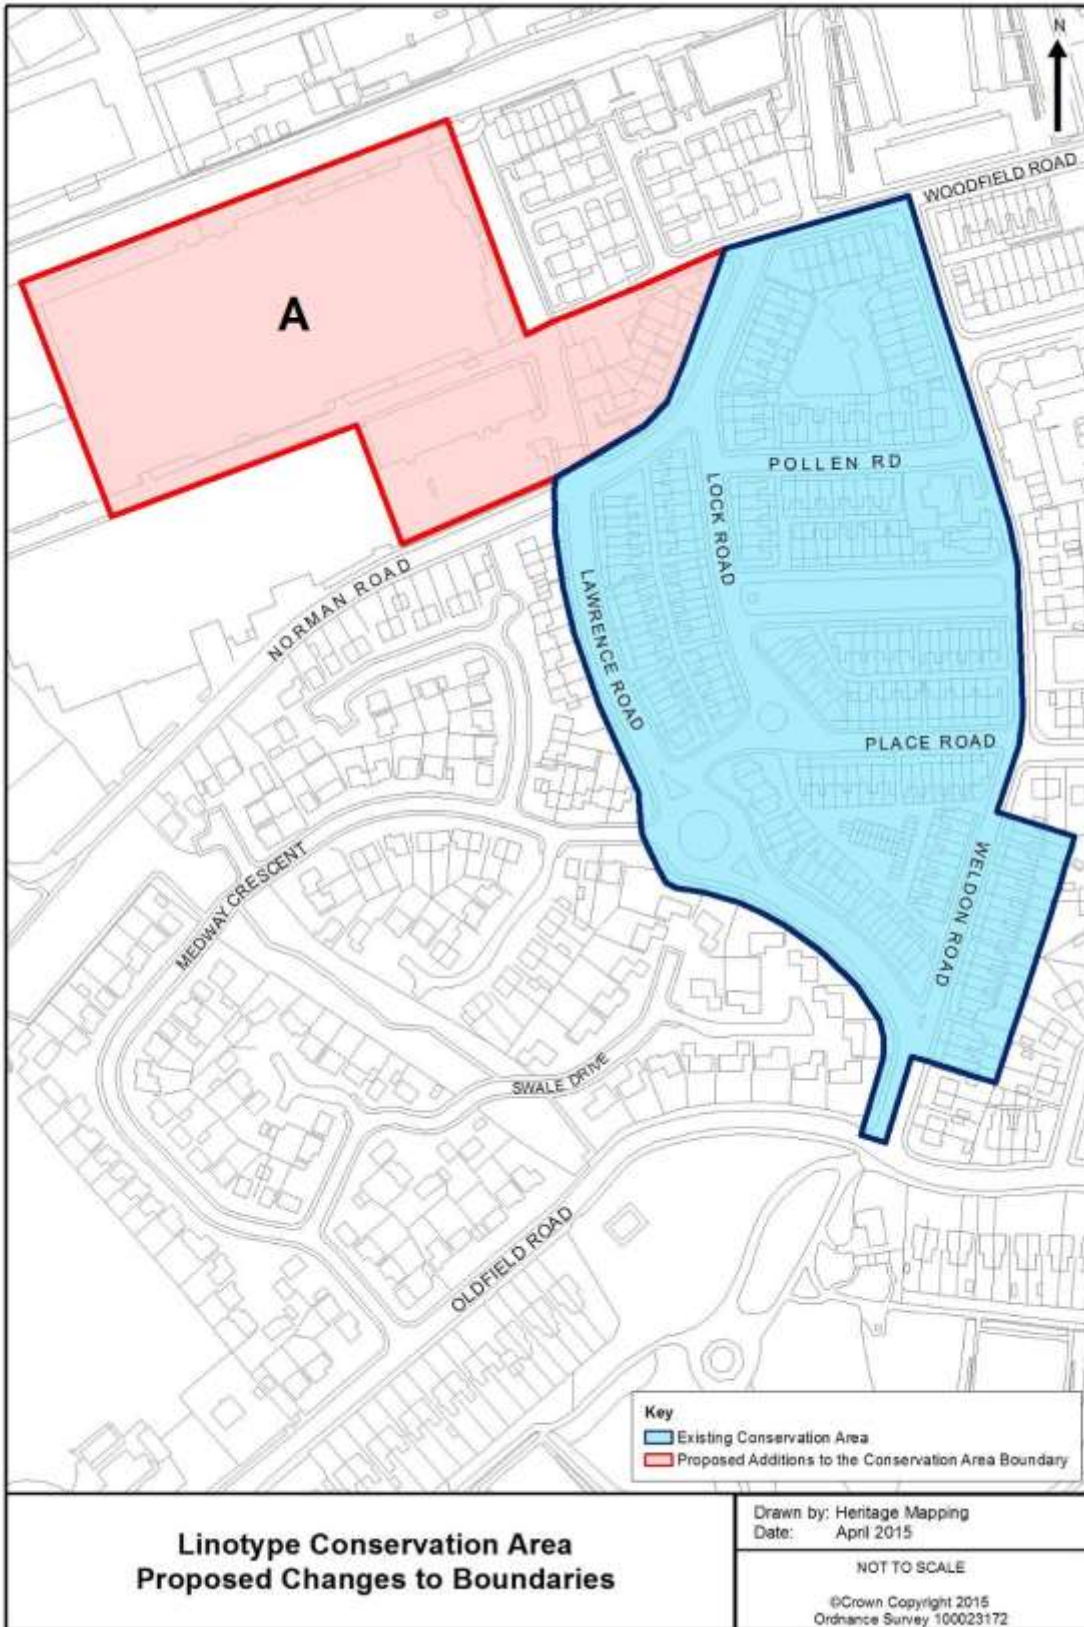 N
WOODFIELD ROAD
A
POLLEN RD
LOCK ROAD
NORMAN ROAD
LAWRENCE ROAD
PLACE ROAD
MEDWAY CRESCENT
WELDON ROAD
SWALE DRIVE
OLDFIELD ROAD
Key
Existing Conservation Area
Proposed Additions to the Conservation Area Boundary
Linotype Conservation Area
Proposed Changes to Boundaries
Drawn by: Heritage Mapping
Date: April 2015
NOT TO SCALE
©Crown Copyright 2015
Ordnance Survey 100023172